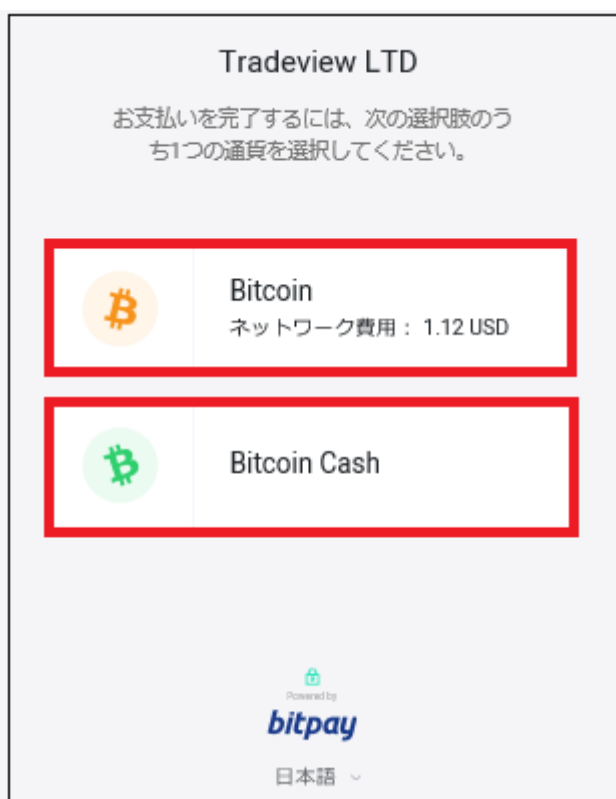 Tradeview LTD
お支払いを完了するには、次の選択肢のう
ち1つの通貨を選択してください。
Bitcoin
ネットワーク費用： 1.12 USD
Bitcoin Cash
Powered by
bitpay
日本語